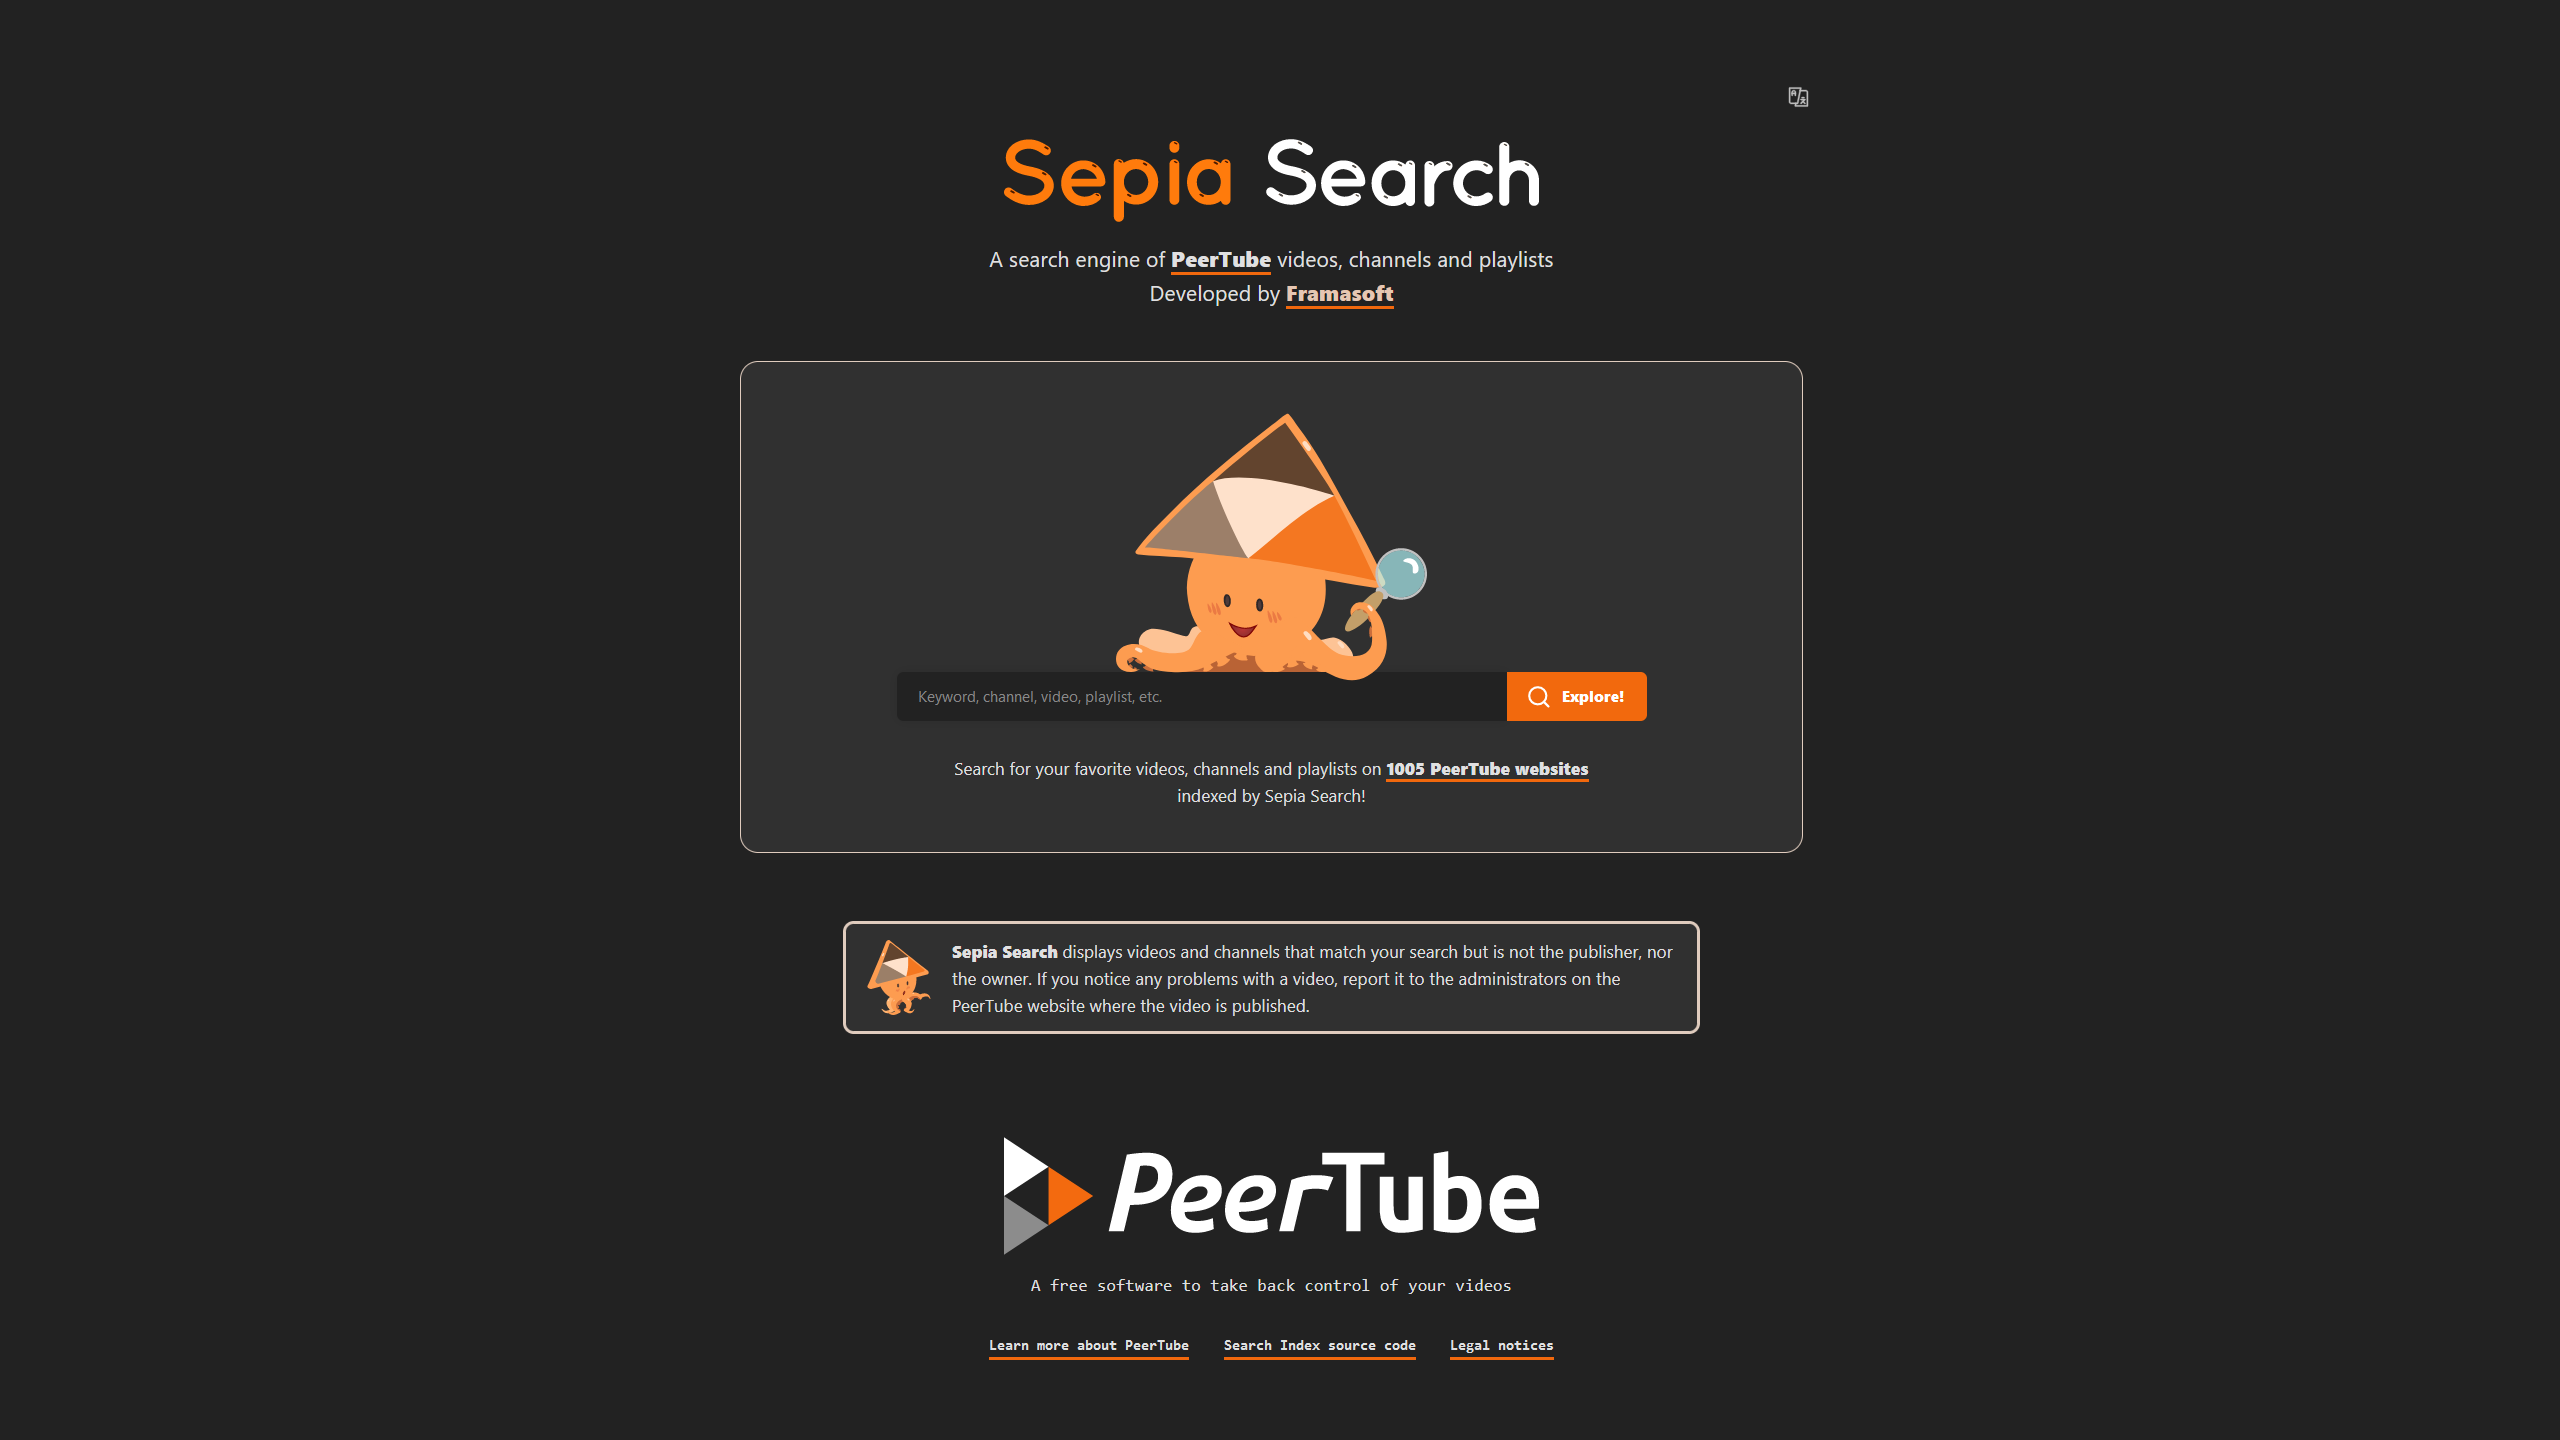 Sepia Search
A search engine of PeerTube videos, channels and playlists
Developed by Framasoft
Keyword, channel, video, playlist, etc.
Explore!
Search for your favorite videos, channels and playlists on 1005 PeerTube websites
indexed by Sepia Search!
Sepia Search displays videos and channels that match your search but is not the publisher, nor
the owner. If you notice any problems with a video, report it to the administrators on the
PeerTube website where the video is published.
PeerTube
A free software to take back control of your videos
Learn more about PeerTube Search Index source code Legal notices